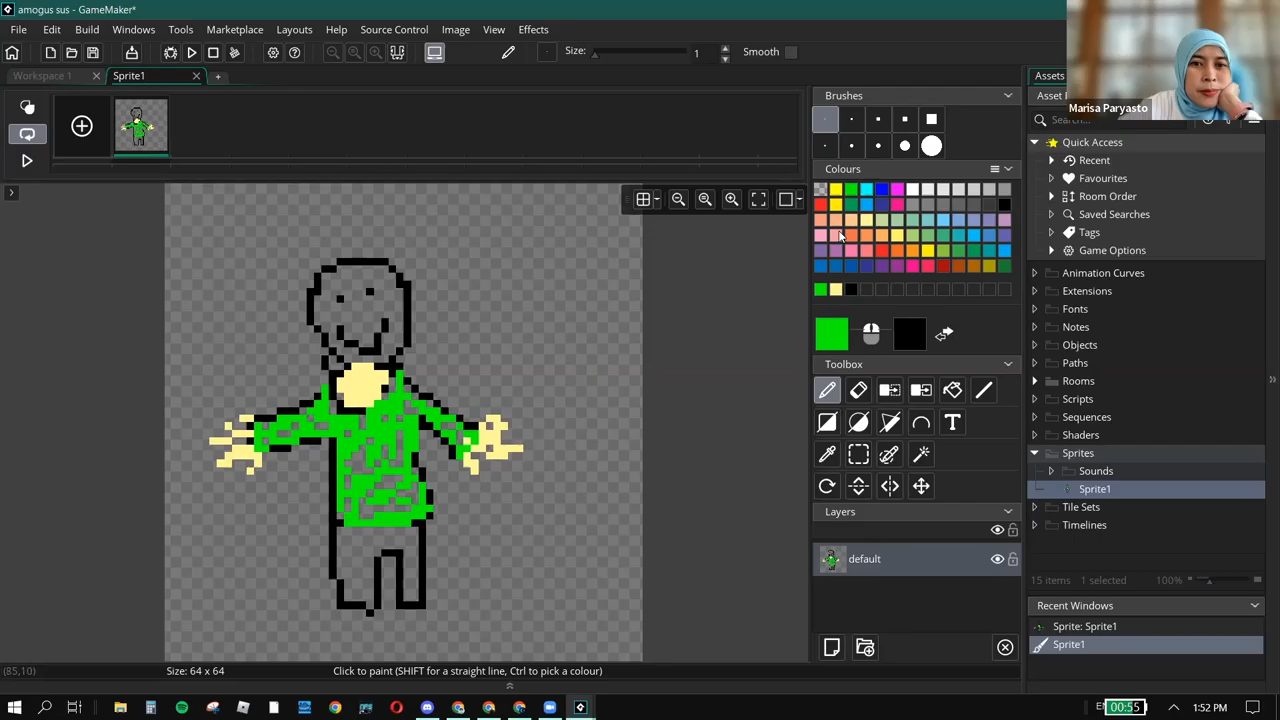 amogus sus - GameMaker*
File Edit Build Windows Tools Marketplace Layouts Help Source Control Image View Effects
Size: 1 Smooth
Workspace 1 Sprite1
Marisa Paryasto
Assets
Brushes
Search...
Quick Access
Recent
Colours
Favourites
Room Order
Saved Searches
Tags
Game Options
Animation Curves
Extensions
Fonts
Notes
Objects
Paths
Toolbox
Rooms
Scripts
Sequences
T
Shaders
Sprites
Sounds
Sprite1
Tile Sets
Layers
Timelines
default
15 items 1 selected 100%
Recent Windows
Sprite: Sprite1
Sprite1
(85,10) Size: 64 x 64 Click to paint (SHIFT for a straight line, Ctrl to pick a colour)
00:55 1:52 PM